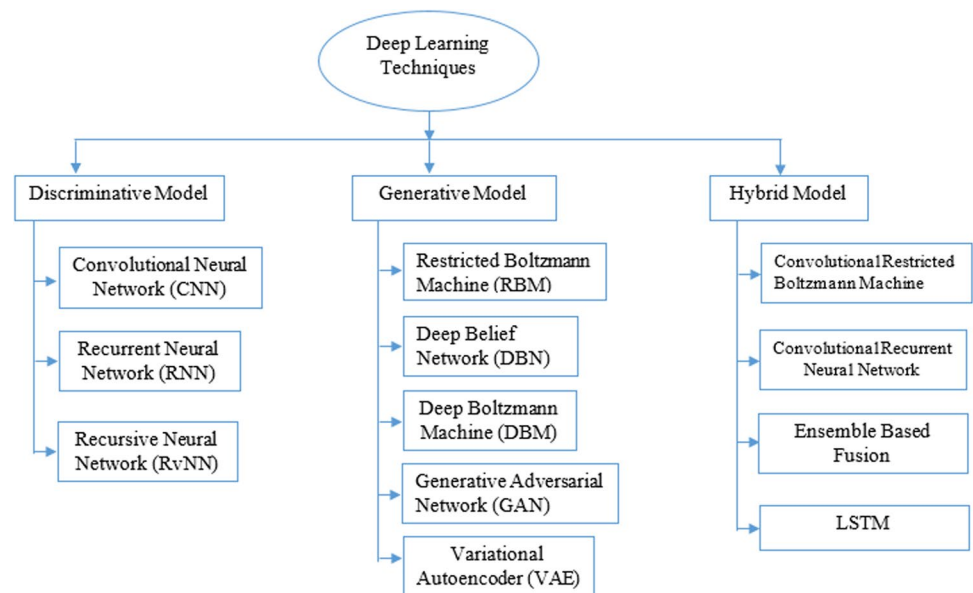 Deep Learning
Techniques
Discriminative Model
Convolutional Neural
Network (CNN)
Recurrent Neural
Network (RNN)
Recursive Neural
Network (RvNN)
Generative Model
Restricted Boltzmann
Machine (RBM)
Deep Belief
Network (DBN)
Deep Boltzmann
Machine (DBM)
Generative Adversarial
Network (GAN)
Variational
Autoencoder (VAE)
Hybrid Model
Convolutional Restricted
Boltzmann Machine
Convolutional Recurrent
Neural Network
Ensemble Based
Fusion
LSTM